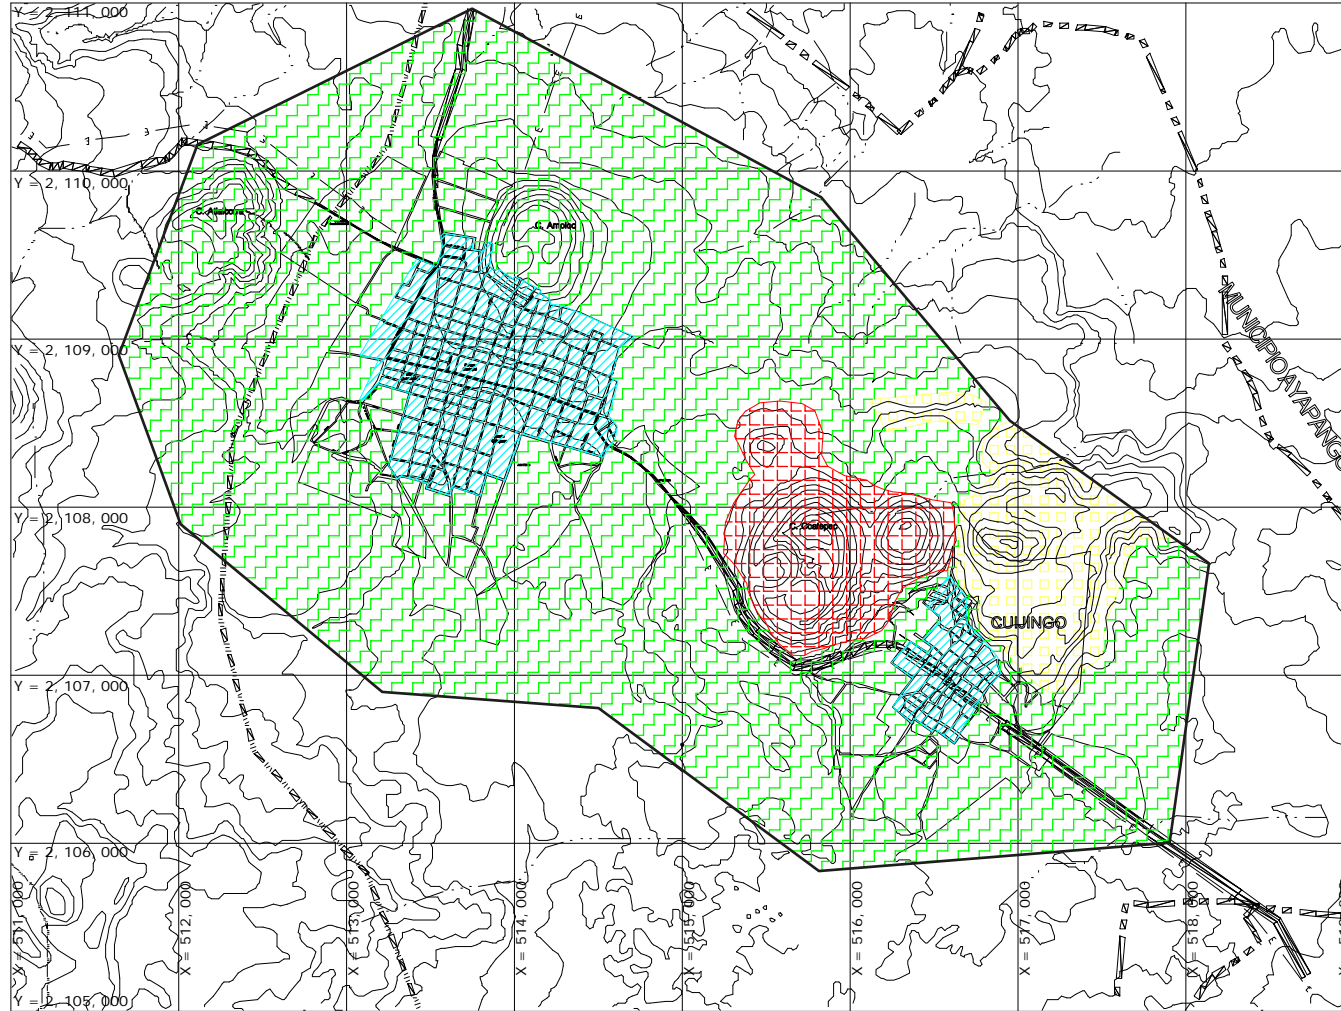 Y = 2, 111, 000
Y = 2, 110, 000
C. Amploc
Y = 2, 109, 000
MUNICIPIO AYAPANGO
Y = 2, 108, 000
C. Coatepec
CUIJINGO
Y = 2, 107, 000
Y = 2, 106, 000
X = 511, 000
X = 512, 000
X = 513, 000
X = 514, 000
X = 515, 000
X = 516, 000
X = 517, 000
X = 518, 000
Y = 2, 105, 000